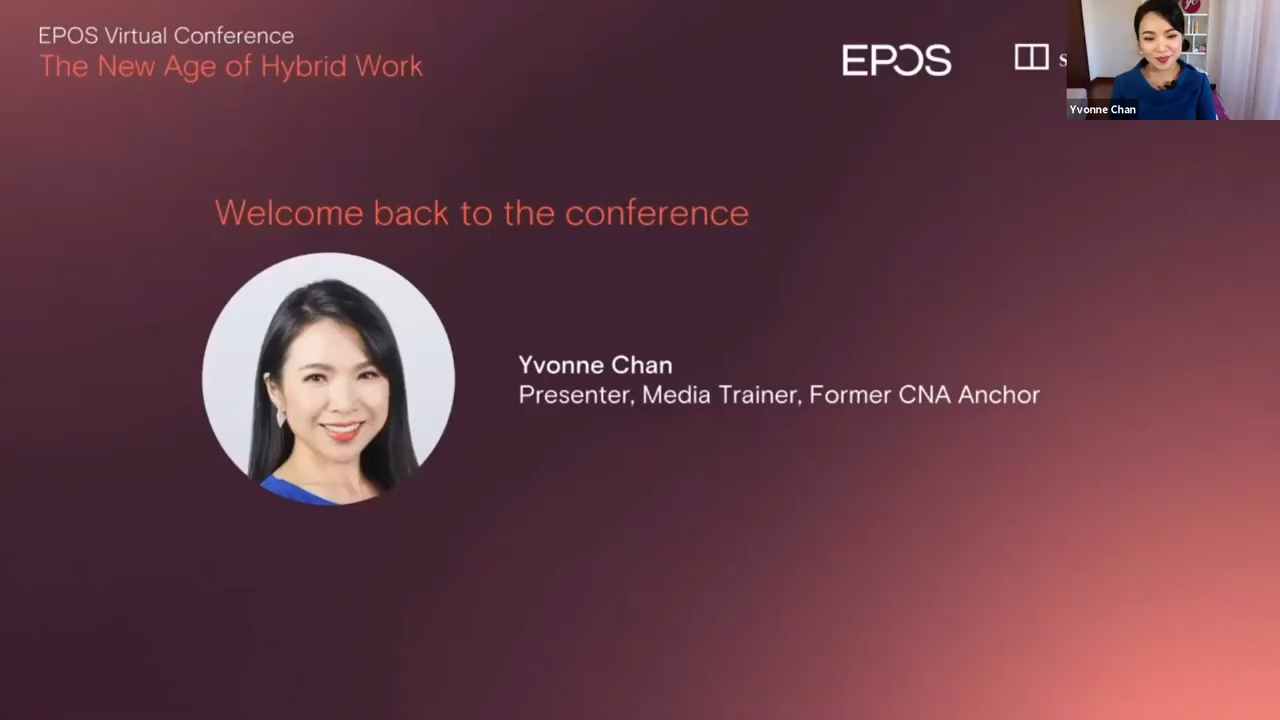 EPOS Virtual Conference
The New Age of Hybrid Work
EPOS
Yvonne Chan
Welcome back to the conference
Yvonne Chan
Presenter, Media Trainer, Former CNA Anchor